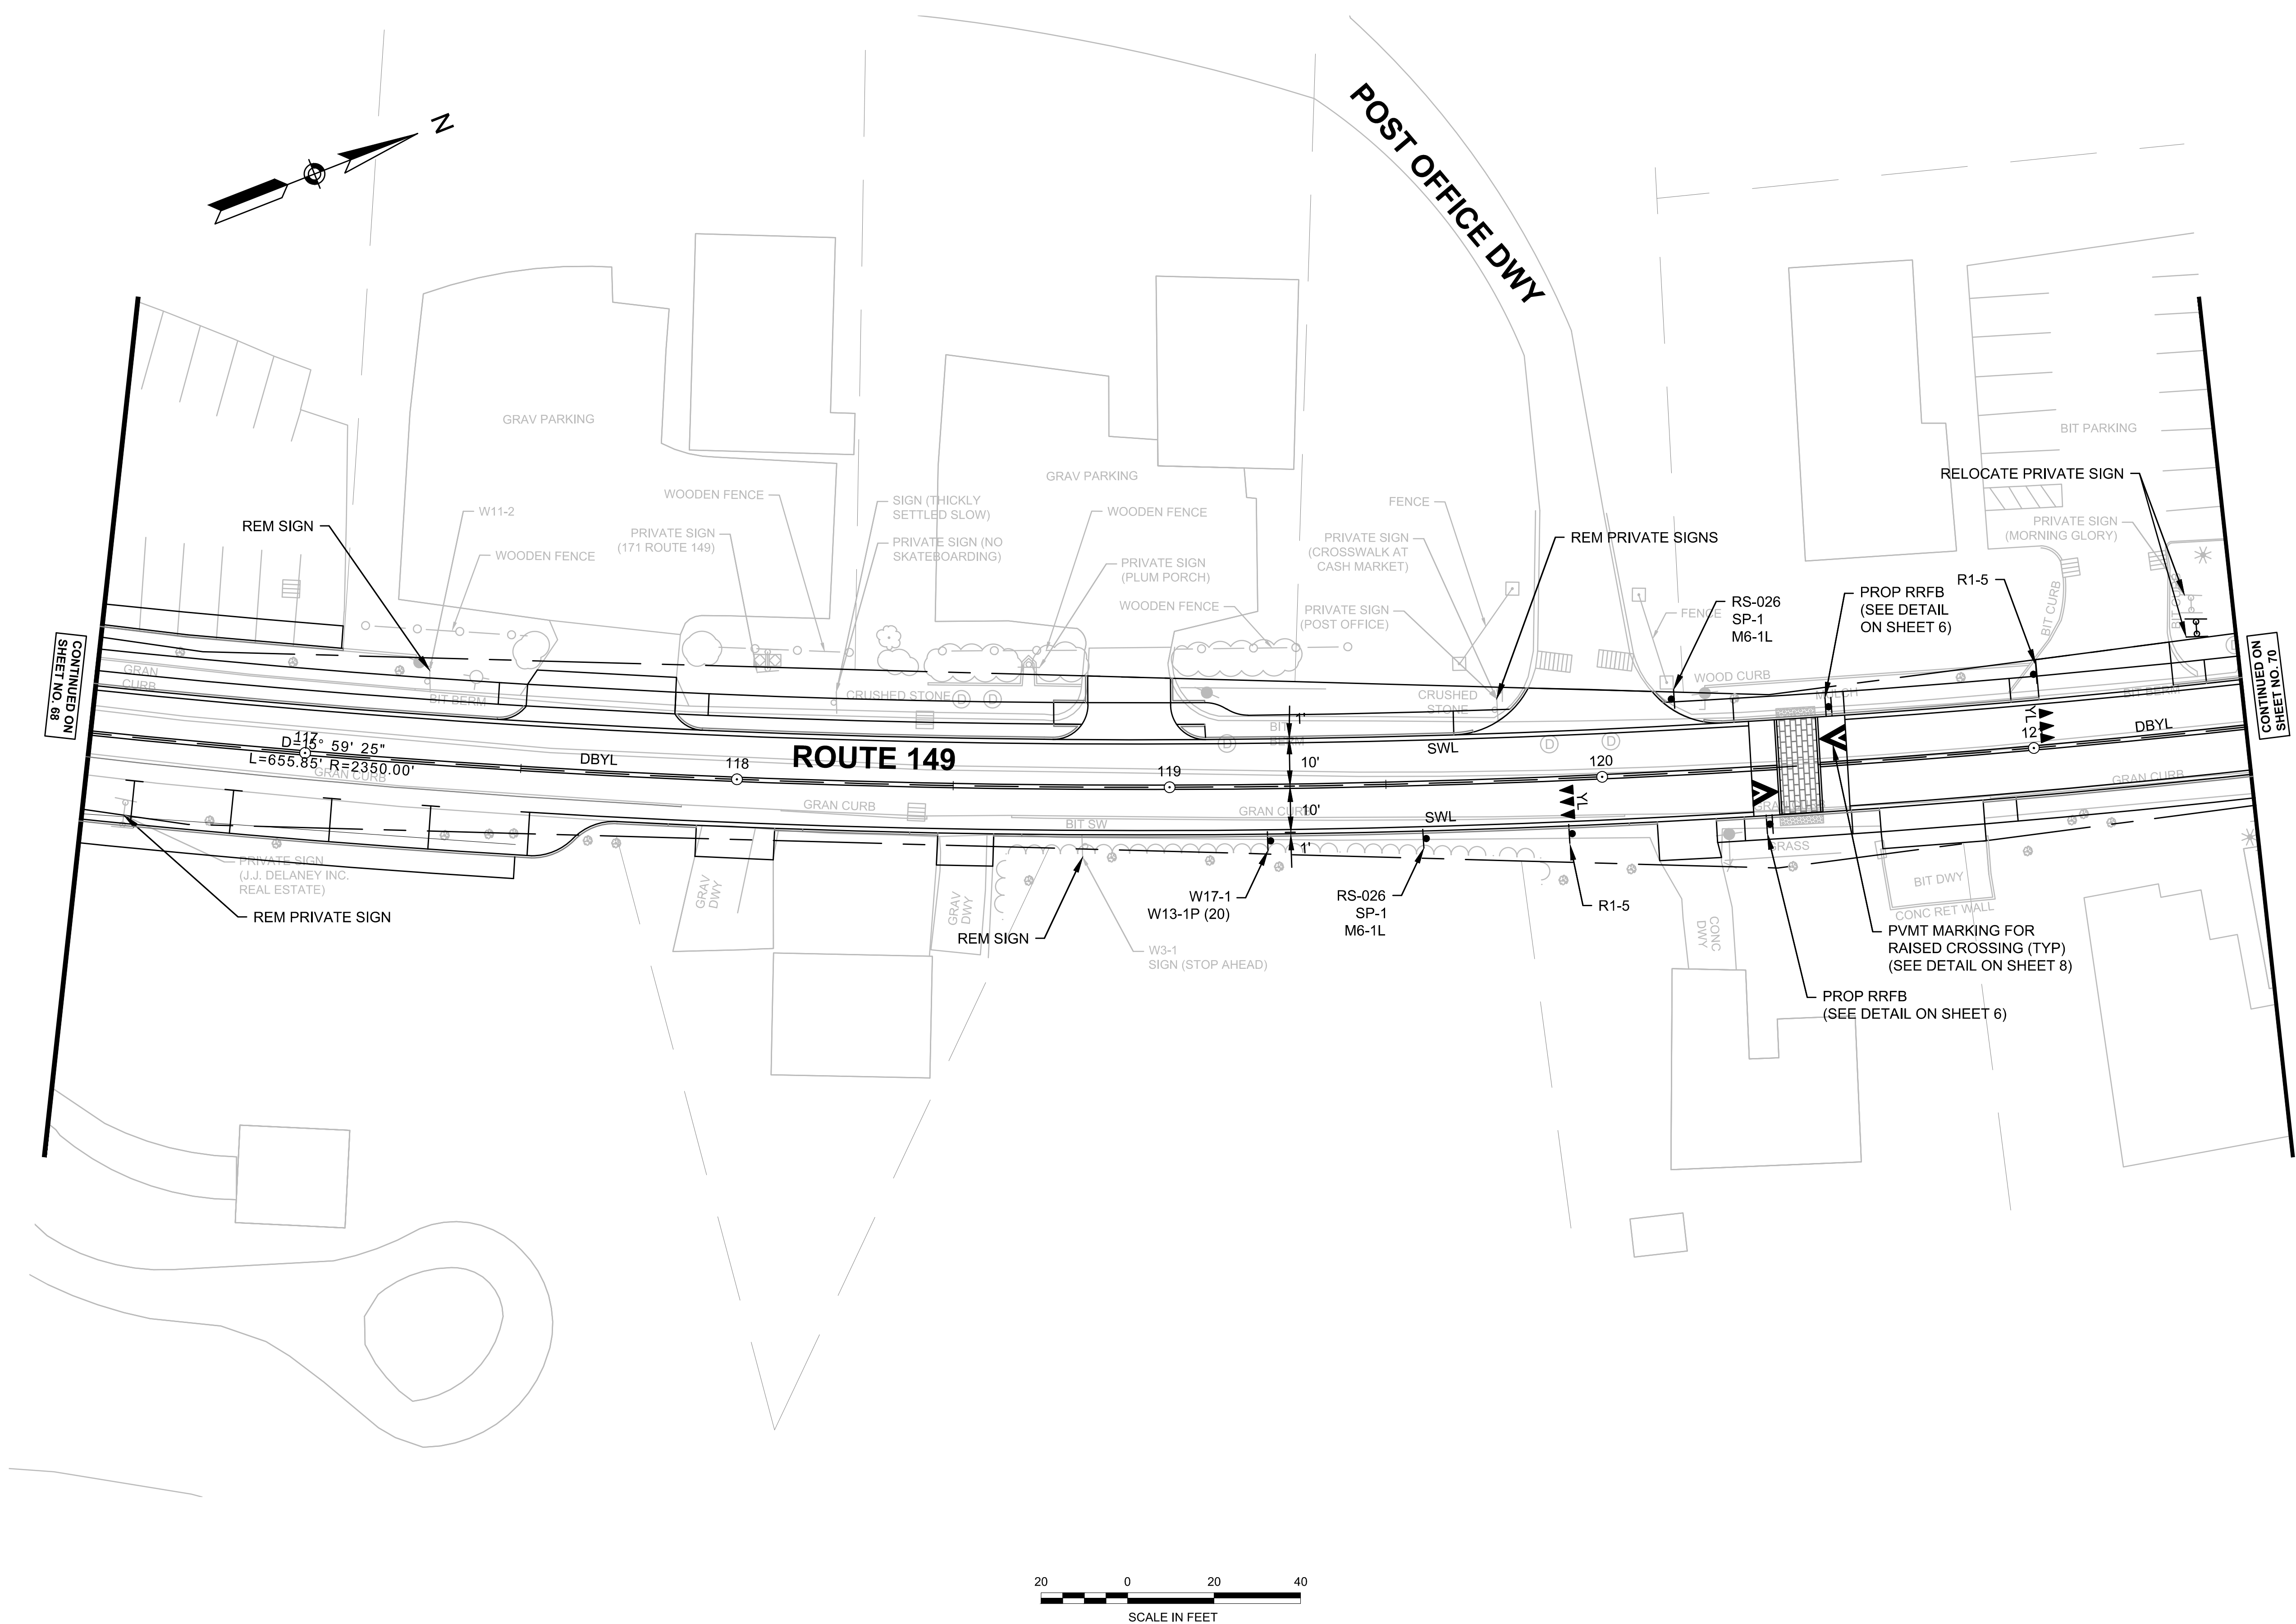 N
POST OFFICE DWY
GRAV PARKING
GRAV PARKING
BIT PARKING
REM SIGN
W11-2
WOODEN FENCE
WOODEN FENCE
PRIVATE SIGN
(171 ROUTE 149)
SIGN (THICKLY
SETTLED SLOW)
PRIVATE SIGN (NO
SKATEBOARDING)
WOODEN FENCE
PRIVATE SIGN
(PLUM PORCH)
WOODEN FENCE
FENCE
PRIVATE SIGN
(CROSSWALK AT
CASH MARKET)
PRIVATE SIGN
(POST OFFICE)
REM PRIVATE SIGNS
FENCE
RS-026
SP-1
M6-1L
PROP RRFB
(SEE DETAIL
ON SHEET 6)
R1-5
RELOCATE PRIVATE SIGN
PRIVATE SIGN
(MORNING GLORY)
BIT CURB
CONTINUED ON
SHEET NO. 68
CONTINUED ON
SHEET NO. 70
GRAN
CURB
BIT BERM
CRUSHED STONE
D
D
D
BIT
BERM
CRUSHED
STONE
D
D
WOOD CURB
MULCH
BIT BERM
D
117
D=15° 59' 25"
L=655.85' R=2350.00'
GRAN CURB
DBYL
118
ROUTE 149
119
1'
10'
10'
1'
SWL
SWL
120
YL
YL
DBYL
GRAN CURB
GRAN CURB
GRAN CURB
BIT SW
GRASS
PRIVATE SIGN
(J.J. DELANEY INC.
REAL ESTATE)
REM PRIVATE SIGN
GRAV
DWY
GRAV
DWY
REM SIGN
W3-1
SIGN (STOP AHEAD)
W17-1
W13-1P (20)
RS-026
SP-1
M6-1L
R1-5
CONC
DWY
BIT DWY
CONC RET WALL
PVMT MARKING FOR
RAISED CROSSING (TYP)
(SEE DETAIL ON SHEET 8)
PROP RRFB
(SEE DETAIL ON SHEET 6)
20 0 20 40
SCALE IN FEET